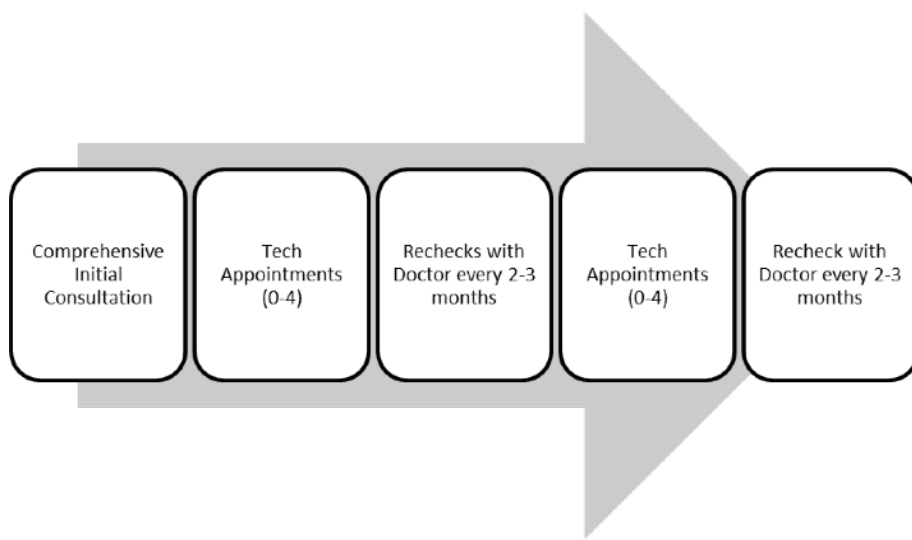 Comprehensive
Initial
Consultation
Tech
Appointments
(0-4)
Rechecks with
Doctor every 2-3
months
Tech
Appointments
(0-4)
Recheck with
Doctor every 2-3
months